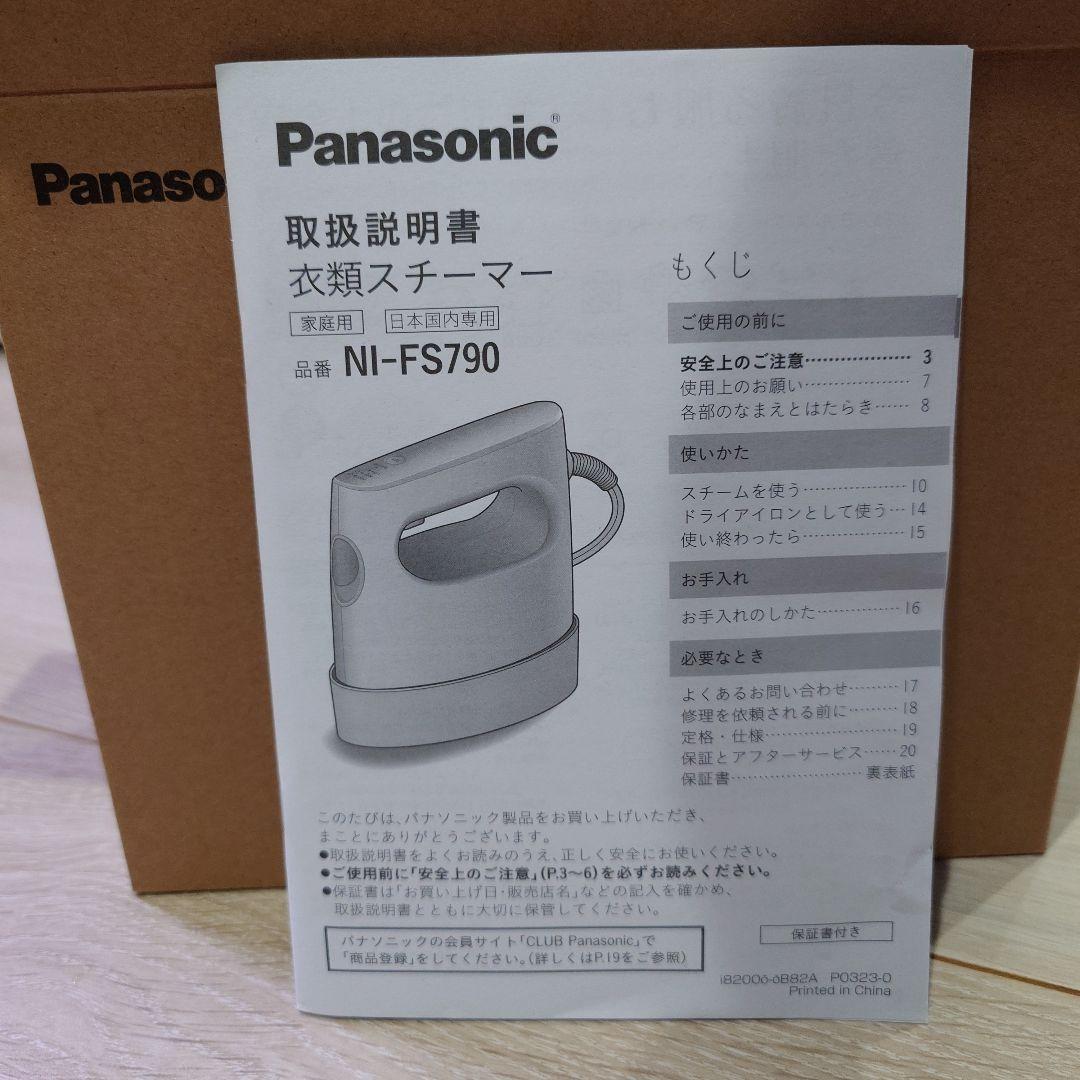 Panaso
Panasonic®
取扱説明書
衣類スチーマー
家庭用 日本国内専用
品番 NI-FS790
もくじ
ご使用の前に
安全上のご注意 3
使用上のお願い 7
各部のなまえとはたらき 8
使いかた
スチームを使う 10
ドライアイロンとして使う 14
使い終わったら 15
お手入れ
お手入れのしかた 16
必要なとき
よくあるお問い合わせ 17
修理を依頼される前に 18
定格・仕様 19
保証とアフターサービス 20
保証書 裏表紙
このたびは、パナソニック製品をお買い上げいただき、
まことにありがとうございます。
●取扱説明書をよくお読みのうえ、正しく安全にお使いください。
●ご使用前に「安全上のご注意」(P.3～6)を必ずお読みください。
●保証書は「お買い上げ日・販売店名」などの記入を確かめ、
取扱説明書とともに大切に保管してください。
パナソニックの会員サイト「CLUB Panasonic」で
「商品登録」をしてください。(詳しくはP.19をご参照)
保証書付き
P0323-0
Printed in China